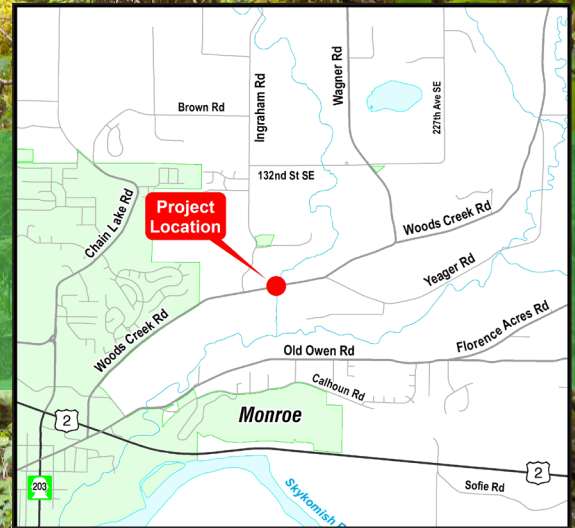 Brown Rd
Ingraham Rd
Wagner Rd
227th Ave SE
132nd St SE
Chain Lake Rd
Project
Location
Woods Creek Rd
Yeager Rd
Woods Creek Rd
Florence Acres Rd
Old Owen Rd
Calhoun Rd
Monroe
2
2
203
Sofie Rd
Skykomish